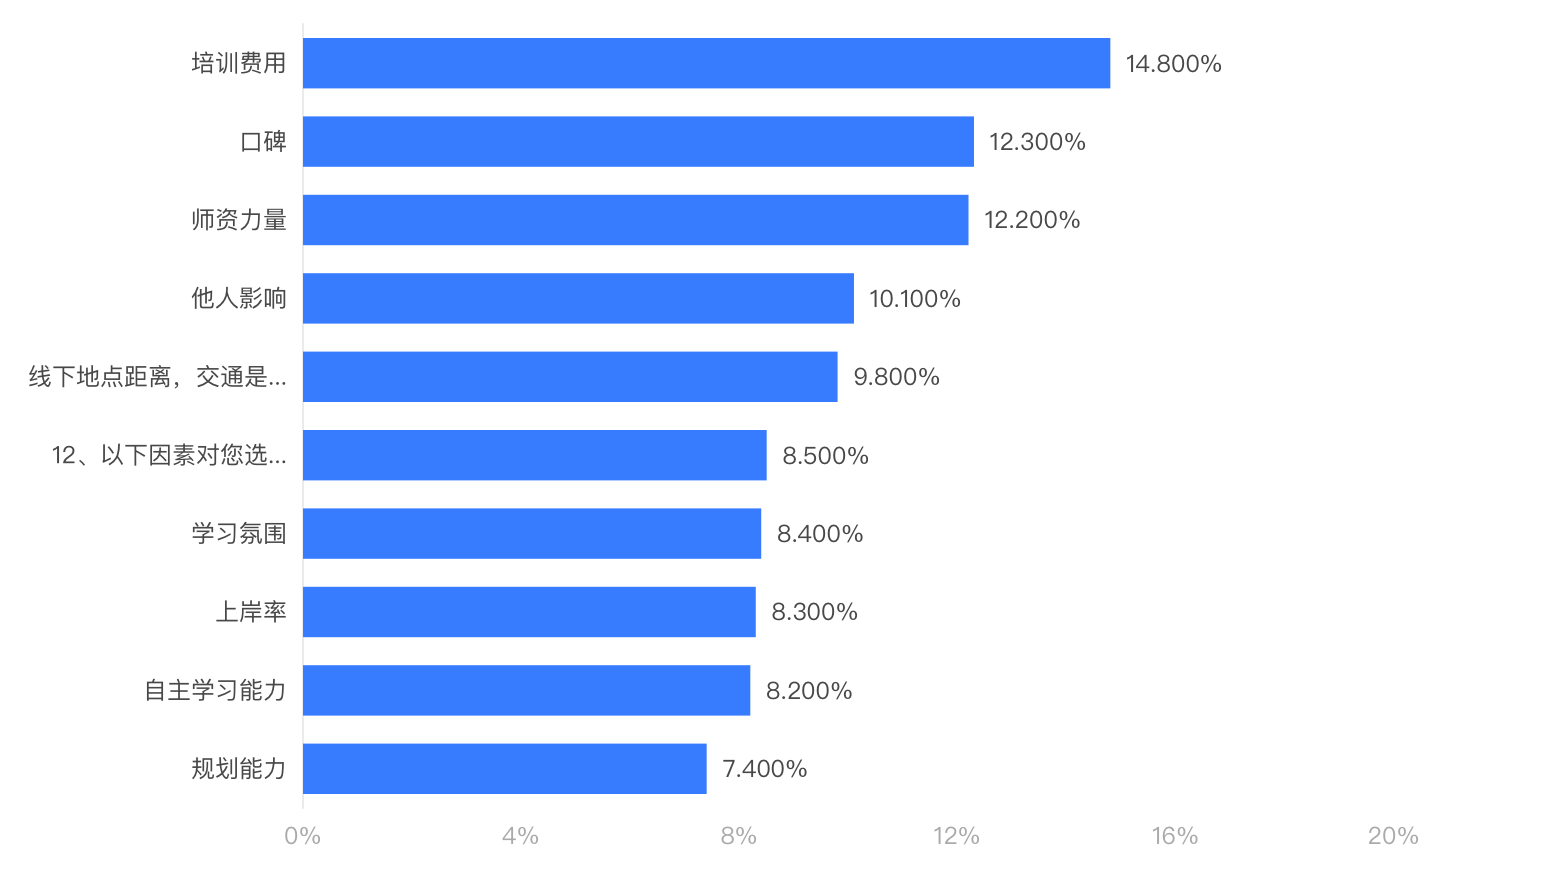 培训费用 14.800%
口碑 12.300%
师资力量 12.200%
他人影响 10.100%
线下地点距离，交通是... 9.800%
12、以下因素对您选... 8.500%
学习氛围 8.400%
上岸率 8.300%
自主学习能力 8.200%
规划能力 7.400%
0% 4% 8% 12% 16% 20%